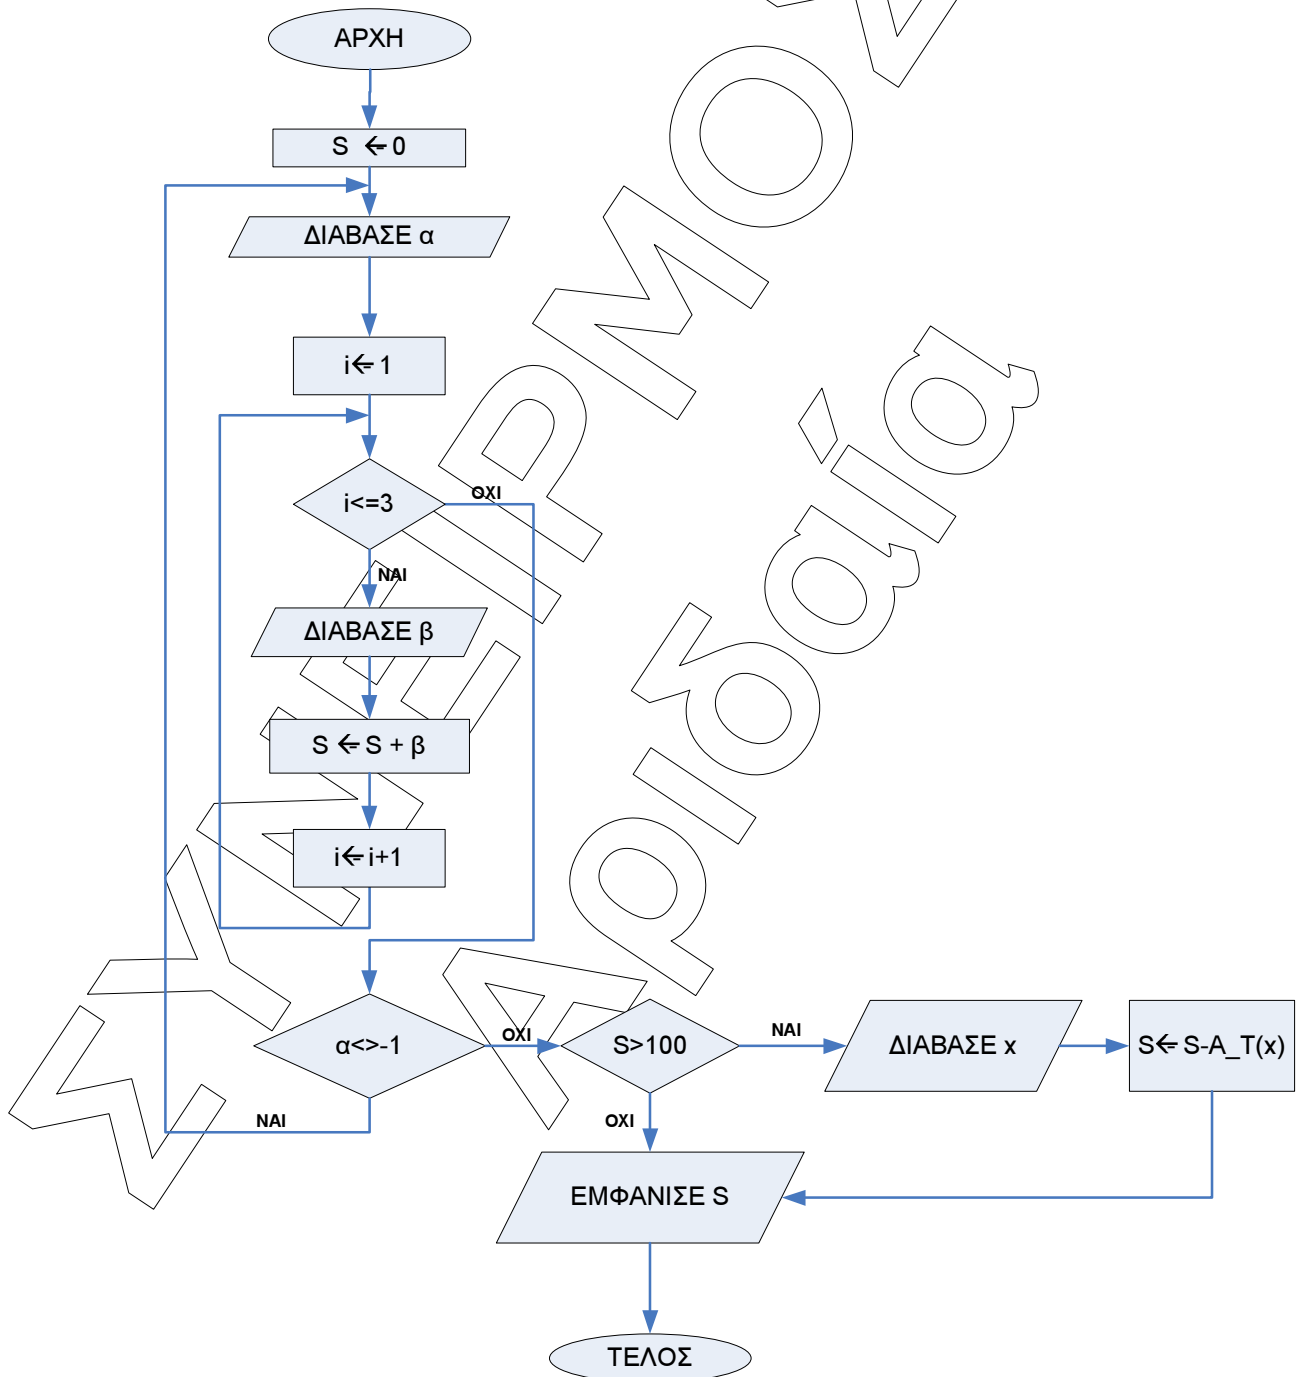 ΑΡΧΗ
S ← 0
ΔΙΑΒΑΣΕ α
i ← 1
i<=3
ΟΧΙ
ΝΑΙ
ΔΙΑΒΑΣΕ β
S ← S + β
i ← i+1
α<>-1
ΟΧΙ
ΝΑΙ
S>100
ΝΑΙ
ΟΧΙ
ΔΙΑΒΑΣΕ x
S ← S-A_T(x)
ΕΜΦΑΝΙΣΕ S
ΤΕΛΟΣ
Αριδαία